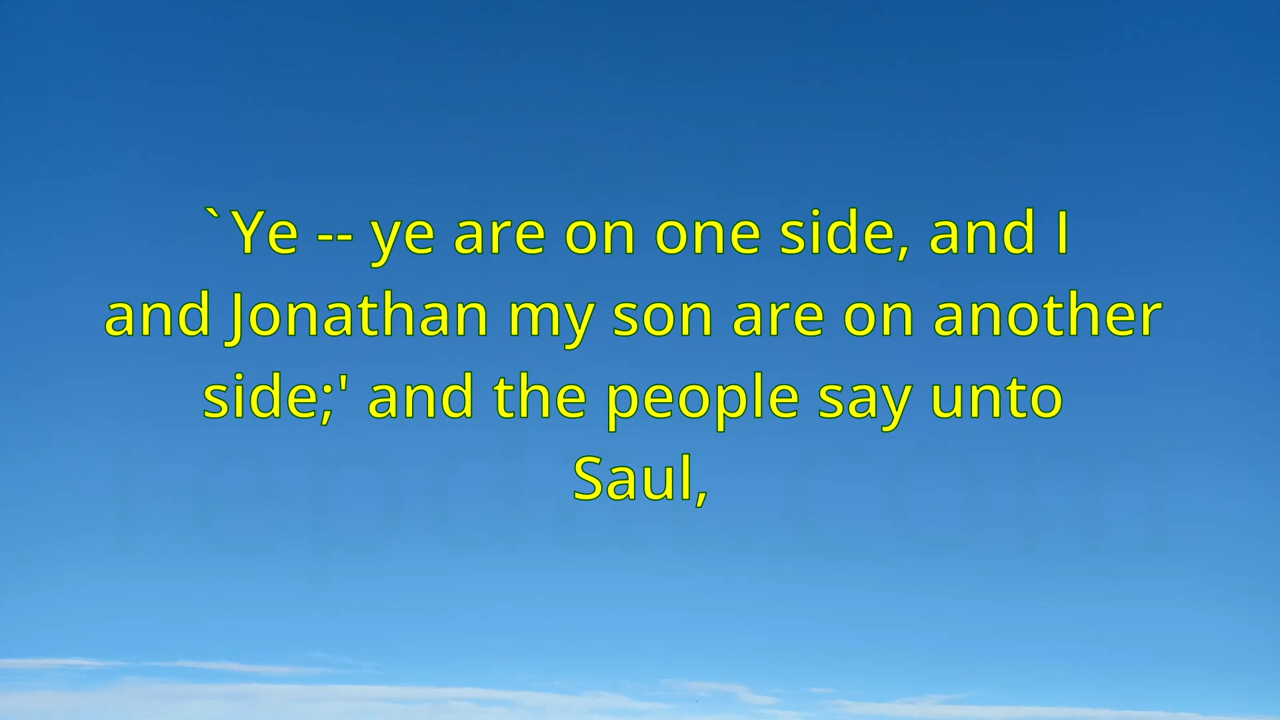 `Ye -- ye are on one side, and I
and Jonathan my son are on another
side;' and the people say unto
Saul,